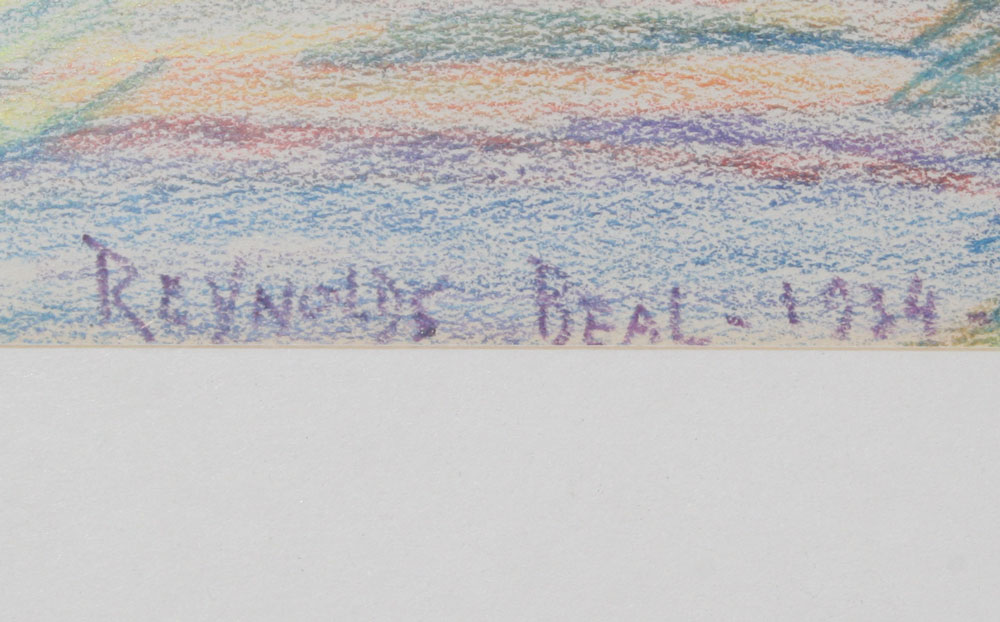 REYNOLDS BEAL - 1934 -